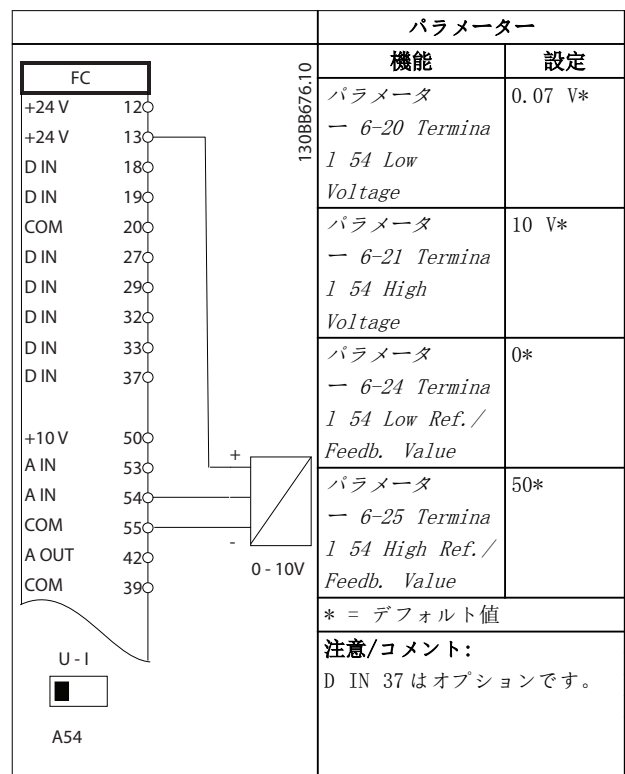 FC
+24 V 12
+24 V 13
D IN 18
D IN 19
COM 20
D IN 27
D IN 29
D IN 32
D IN 33
D IN 37
+10 V 50
A IN 53
A IN 54
COM 55
A OUT 42
COM 39
+
-
0 - 10V
U - I
A54
130BB676.10
パラメーター
機能 設定
パラメータ 0.07 V*
ー 6-20 Termina
l 54 Low
Voltage
パラメータ 10 V*
ー 6-21 Termina
l 54 High
Voltage
パラメータ 0*
ー 6-24 Termina
l 54 Low Ref./
Feedb. Value
パラメータ 50*
ー 6-25 Termina
l 54 High Ref./
Feedb. Value
* = デフォルト値
注意/コメント:
D IN 37 はオプションです。